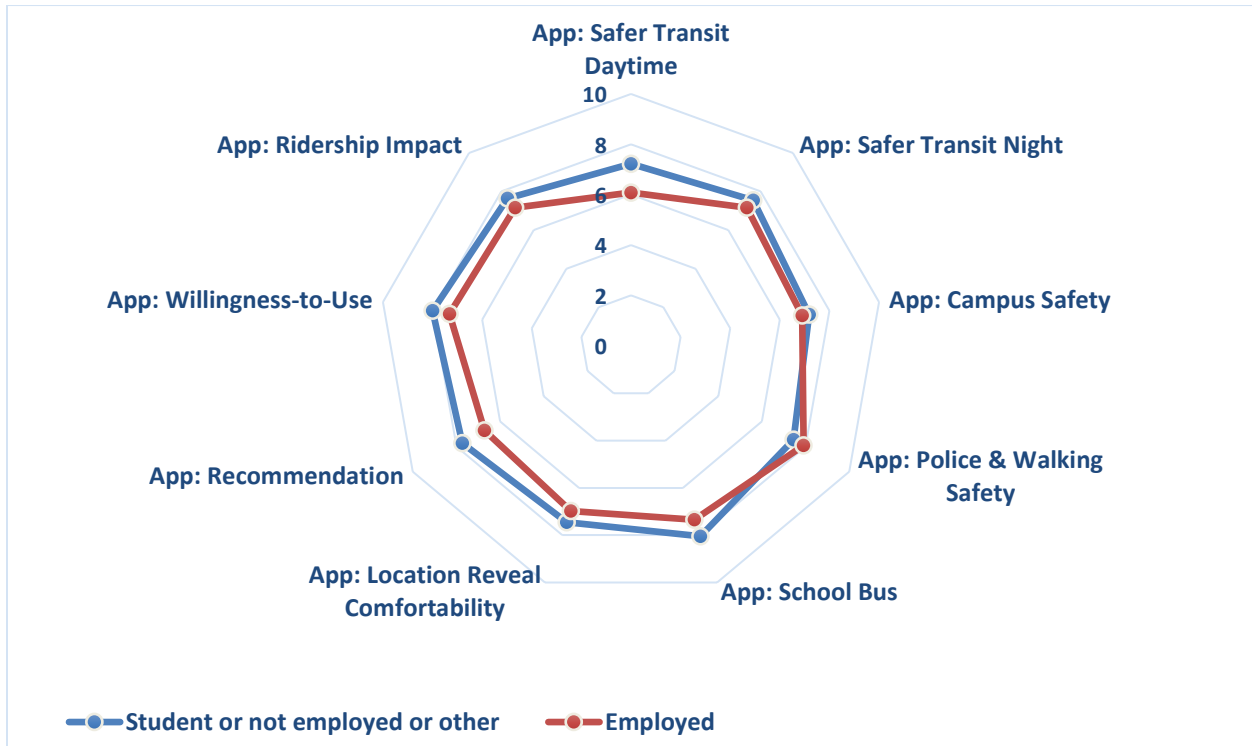 App: Safer Transit
Daytime
10
8
6
4
2
0
App: Safer Transit Night
App: Campus Safety
App: Police & Walking
Safety
App: School Bus
App: Location Reveal
Comfortability
App: Recommendation
App: Willingness-to-Use
App: Ridership Impact
Student or not employed or other
Employed